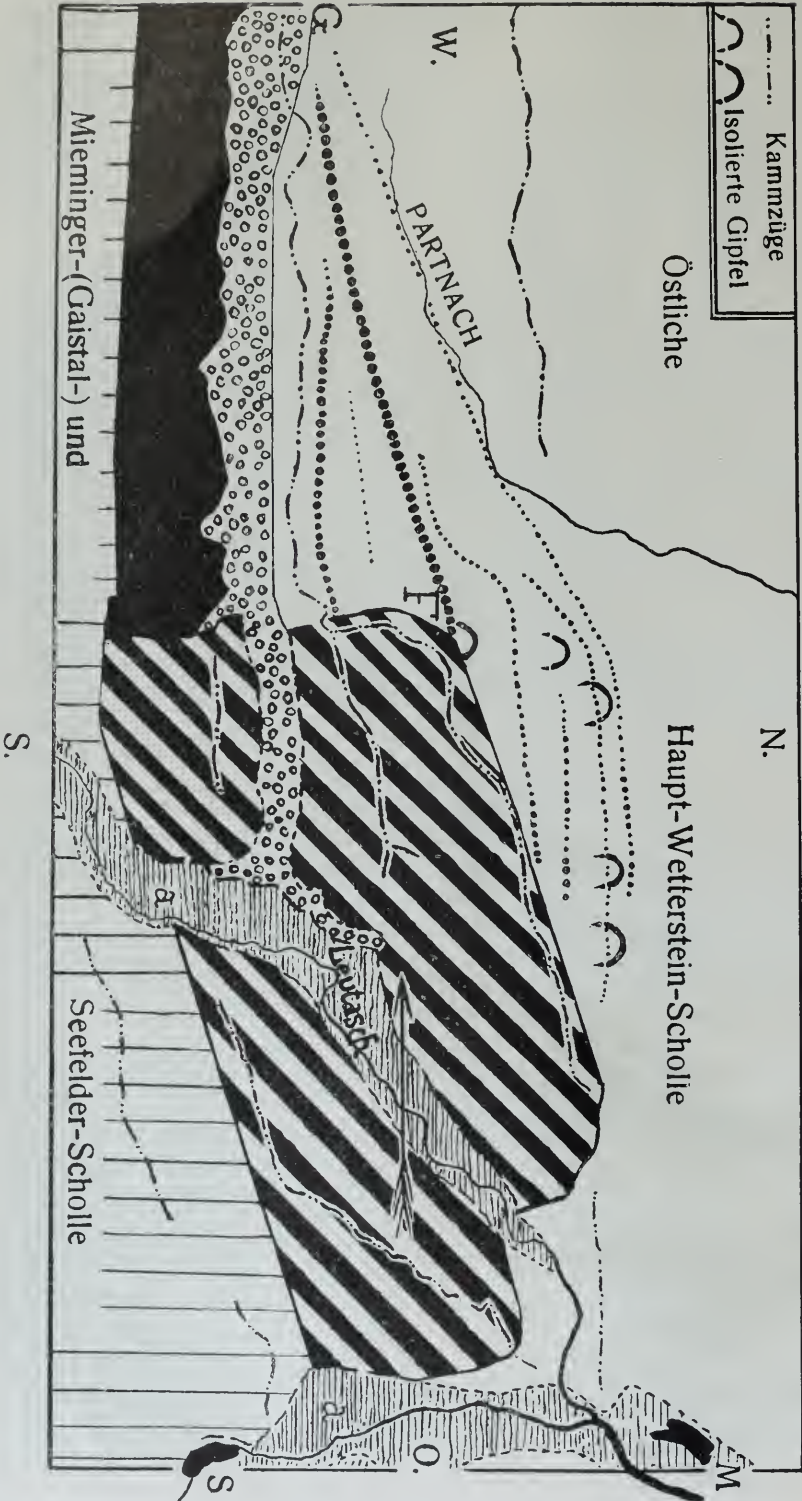 Kammzüge
Isolierte Gipfel
N.
Östliche
Haupt-Wetterstein-Scholle
W.
PARTNACH
G
F
M
O.
Leutasch
a
a
S
Mieminger-(Gaistal-) und
Seefelder-Scholle
S.